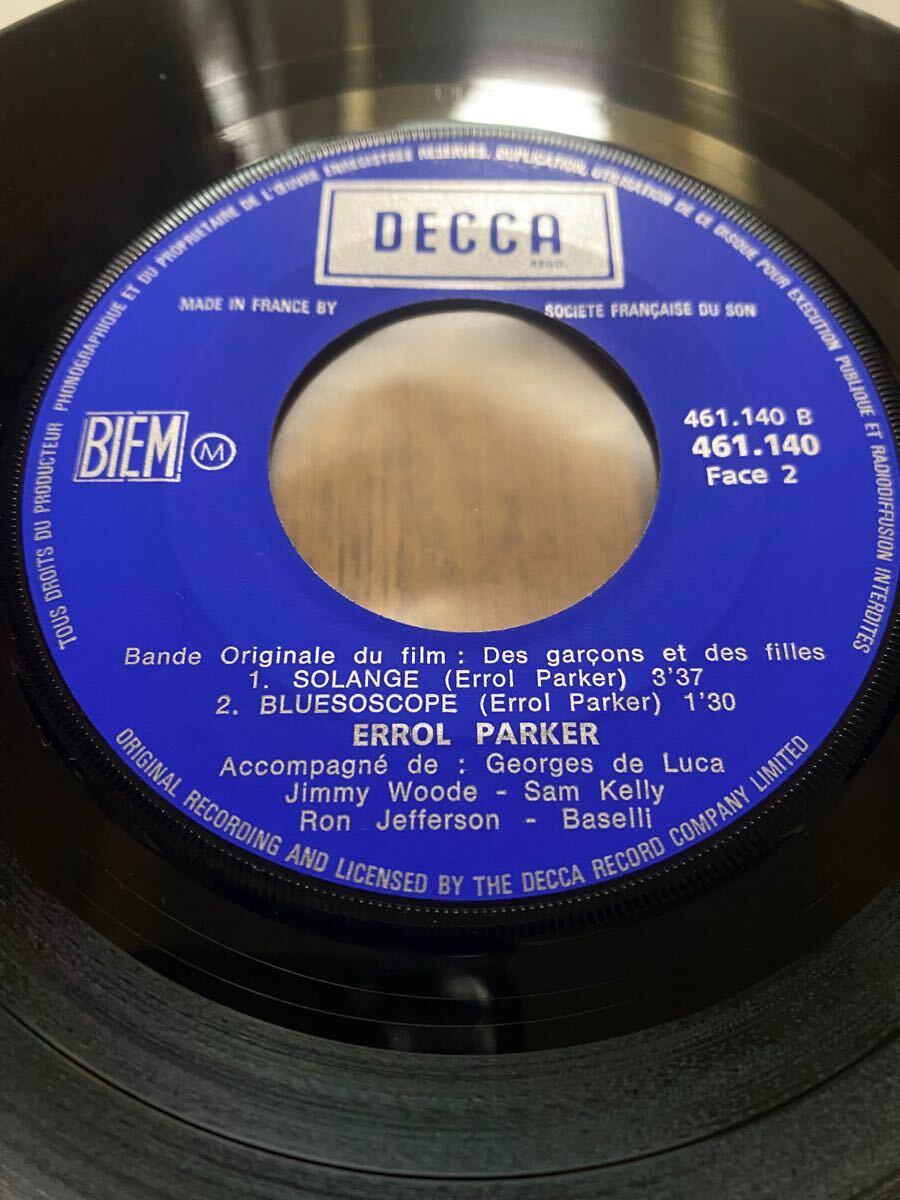 TOUS DROITS DU PRODUCTEUR PHONOGRAPHIQUE ET DU PROPRIETAIRE DE L'ŒUVRE ENREGISTREE RESERVES. DUPLICATION, UTILISATION DE CE DISQUE POUR EXECUTION PUBLIQUE ET RADIODIFFUSION INTERDITES
DECCA
REGD.
MADE IN FRANCE BY SOCIETE FRANÇAISE DU SON
BIEM M
461.140 B
461.140
Face 2
Bande Originale du film : Des garçons et des filles
1. SOLANGE (Errol Parker) 3'37
2. BLUESOSCOPE (Errol Parker) 1'30
ERROL PARKER
Accompagné de : Georges de Luca
Jimmy Woode - Sam Kelly
Ron Jefferson - Baselli
ORIGINAL RECORDING AND LICENSED BY THE DECCA RECORD COMPANY LIMITED